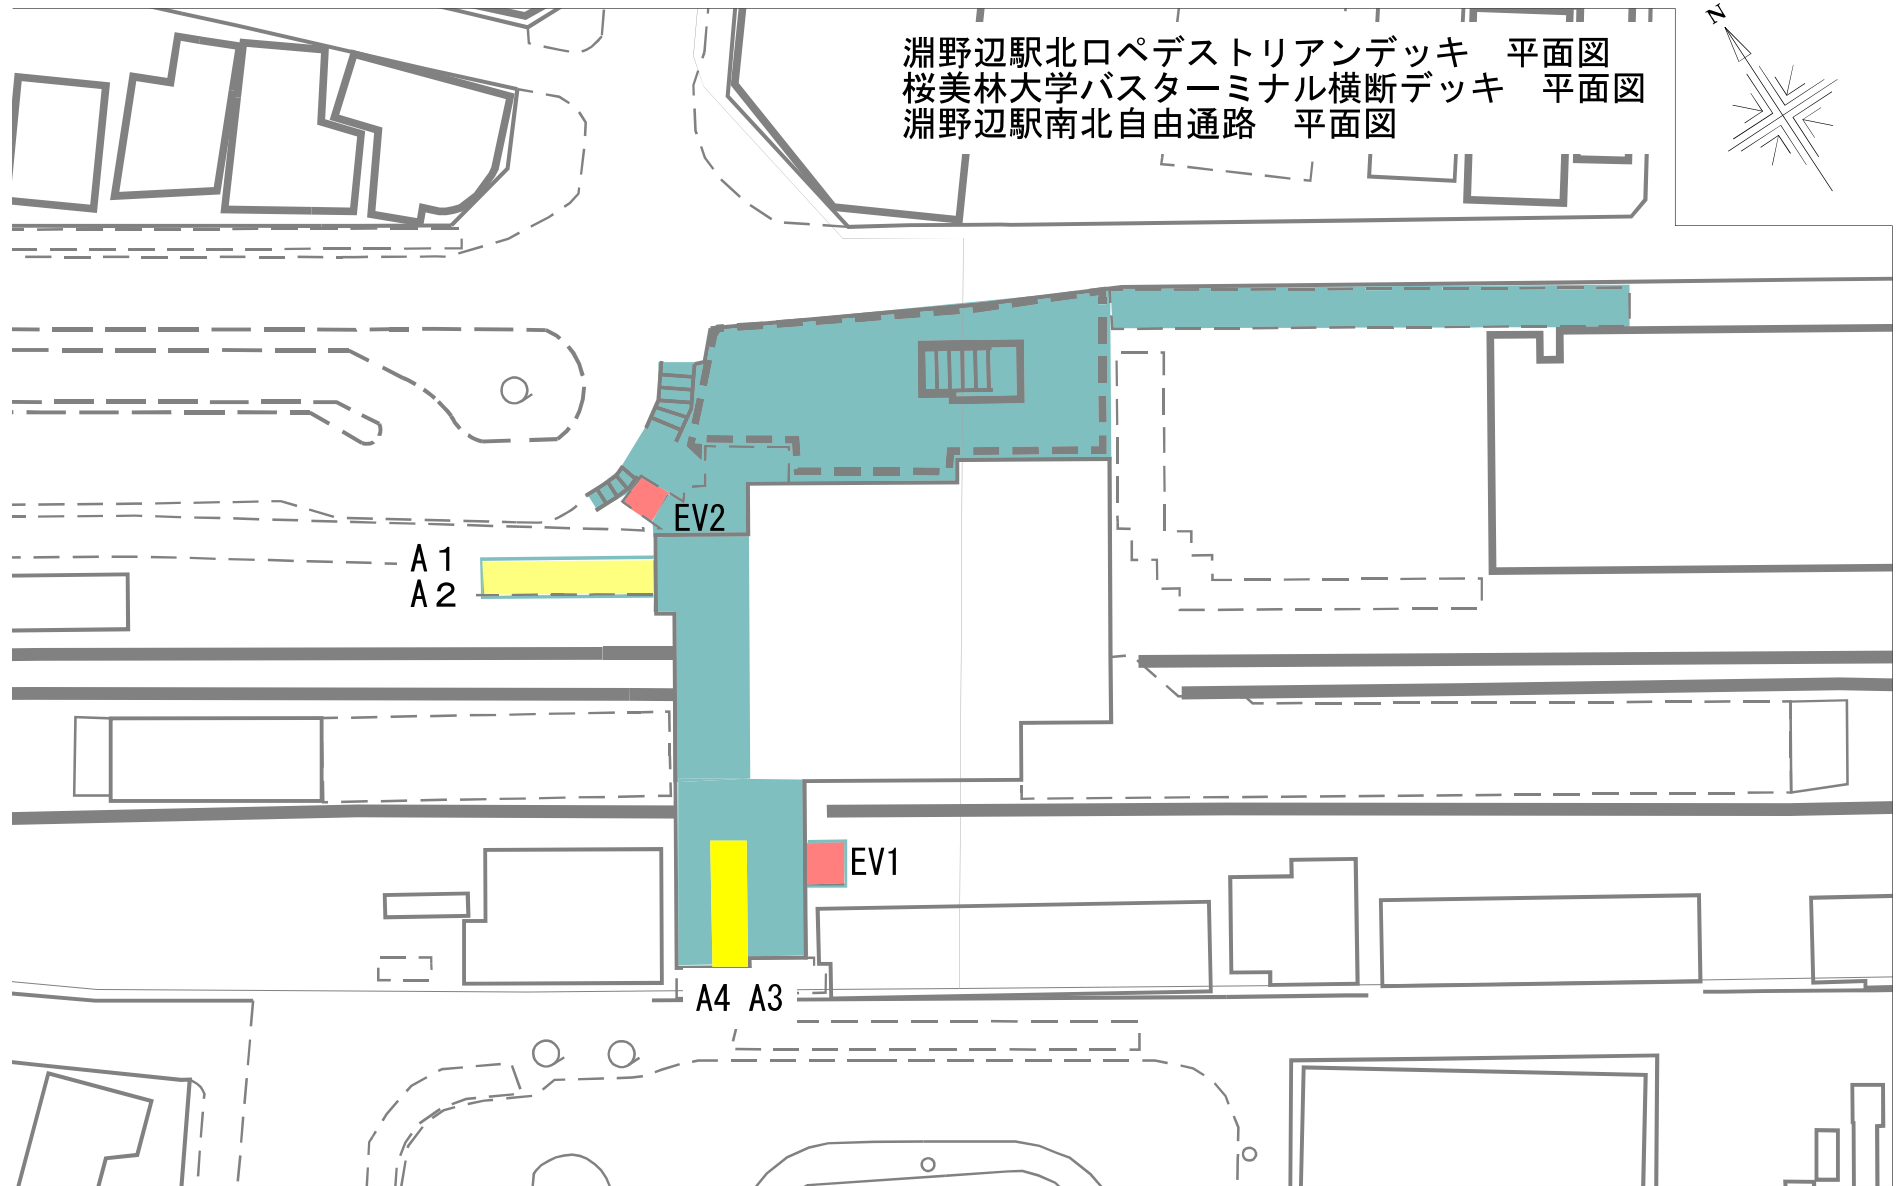 淵野辺駅北口ペデストリアンデッキ　平面図
桜美林大学バスターミナル横断デッキ　平面図
淵野辺駅南北自由通路　平面図
N
EV2
A１
A２
EV1
A4 A3